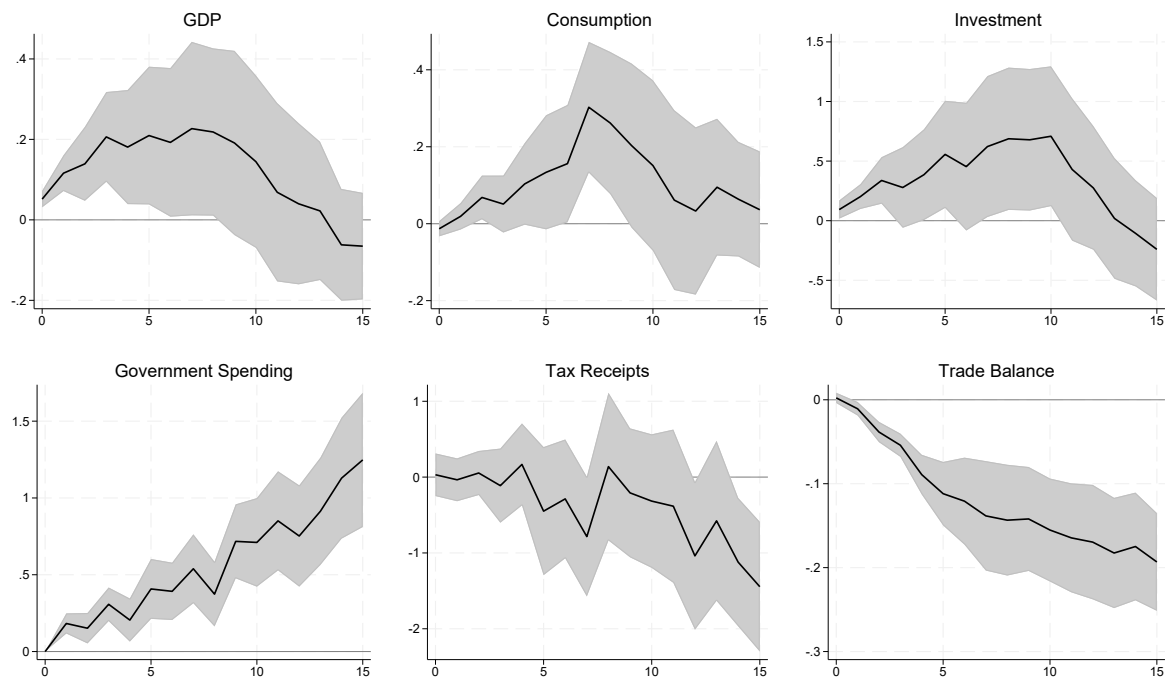 GDP
.4
.2
0
-.2
0 5 10 15
Consumption
.4
.2
0
-.2
0 5 10 15
Investment
1.5
1
.5
0
-.5
0 5 10 15
Government Spending
1.5
1
.5
0
0 5 10 15
Tax Receipts
1
0
-1
-2
0 5 10 15
Trade Balance
0
-.1
-.2
-.3
0 5 10 15